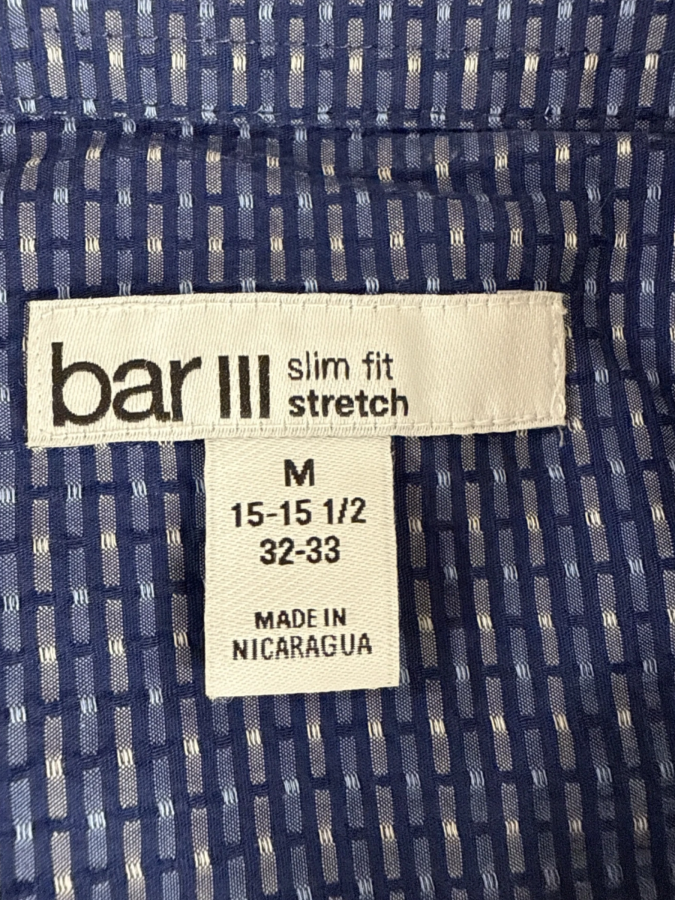 bar III slim fit
stretch
M
15-15 1/2
32-33
MADE IN
NICARAGUA